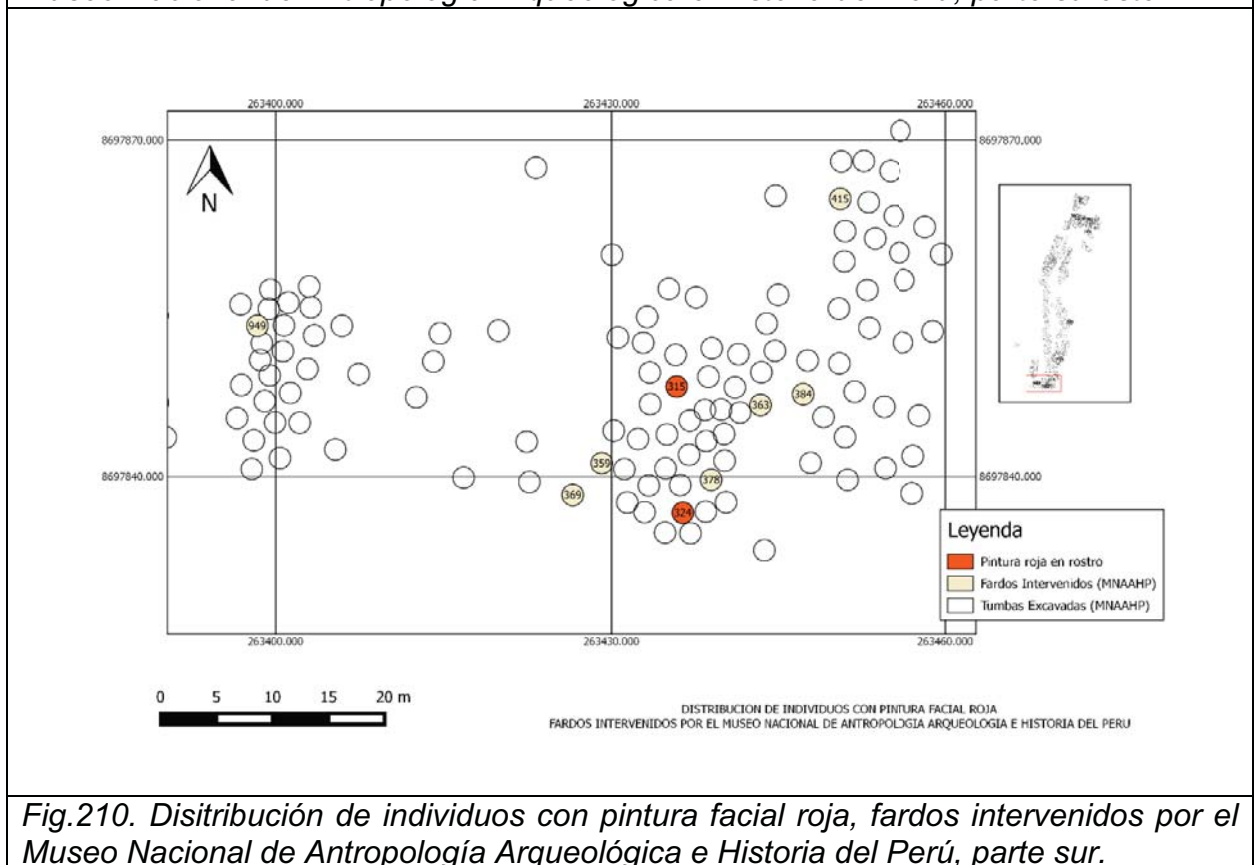 263400.000 263430.000 263460.000
8697870.000 8697870.000
N
415
949
315
384
363
359
378
8697840.000 8697840.000
369
324
Leyenda
Pintura roja en rostro
Fardos Intervenidos (MNAAHP)
Tumbas Excavadas (MNAAHP)
263400.000 263430.000 263460.000
0 5 10 15 20 m
DISTRIBUCION DE INDIVIDUOS CON PINTURA FACIAL ROJA
FARDOS INTERVENIDOS POR EL MUSEO NACIONAL DE ANTROPOLOGIA ARQUEOLOGIA E HISTORIA DEL PERU
Fig.210. Disitribución de individuos con pintura facial roja, fardos intervenidos por el
Museo Nacional de Antropología Arqueológica e Historia del Perú, parte sur.